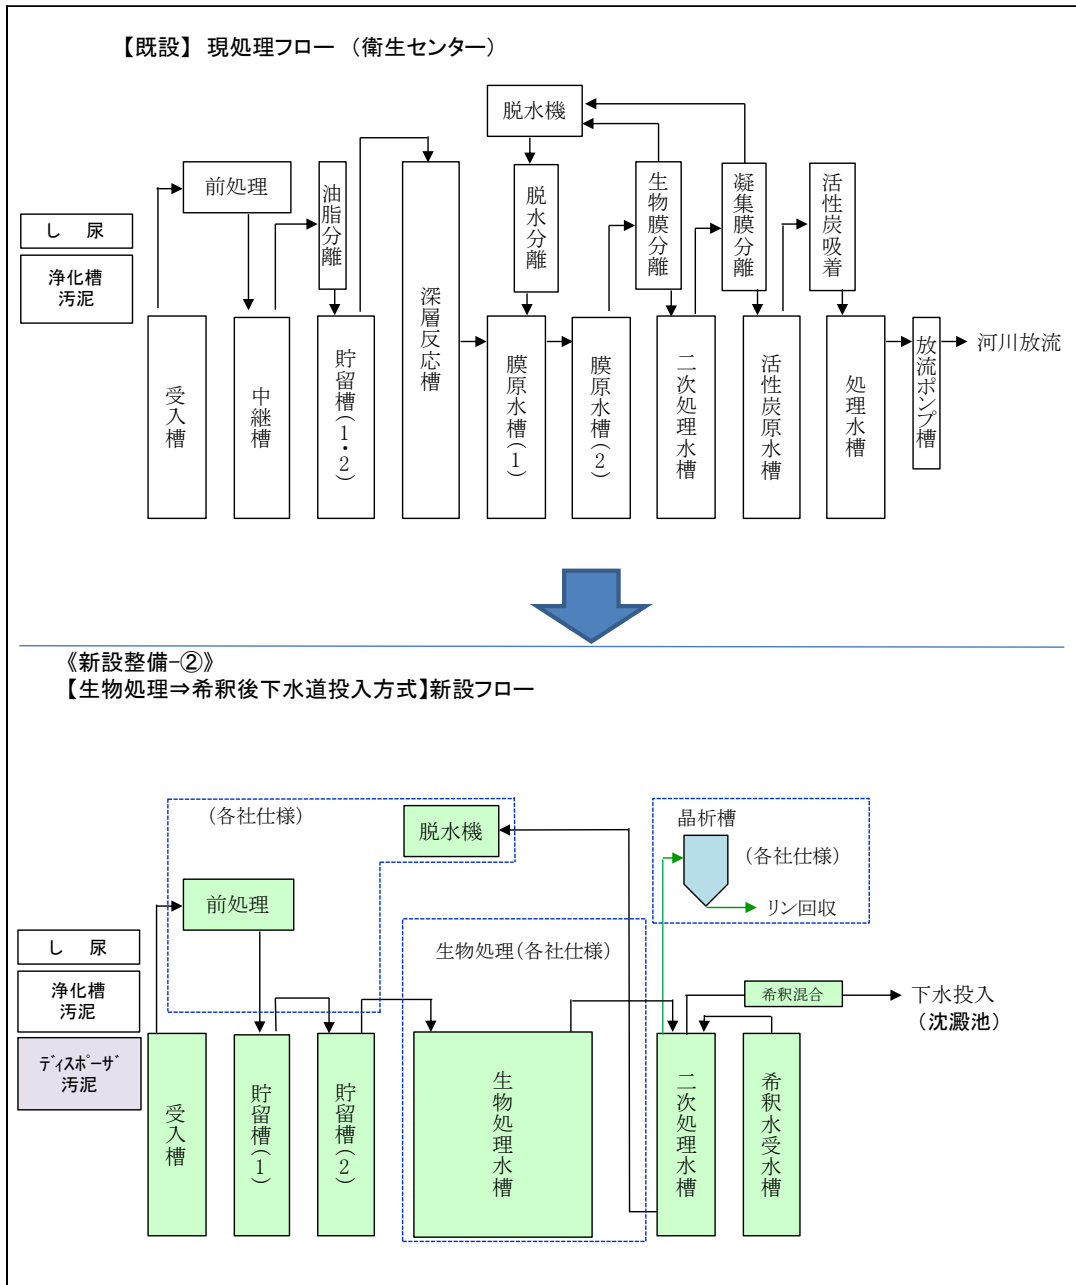 【既設】 現処理フロー （衛生センター）
脱水機
前処理
油脂分離
脱水分離
生物膜分離
凝集膜分離
活性炭吸着
し　尿
浄化槽
汚泥
受入槽
中継槽
貯留槽(1・2)
深層反応槽
膜原水槽(1)
膜原水槽(2)
二次処理水槽
活性炭原水槽
処理水槽
放流ポンプ槽
河川放流
《新設整備-②》
【生物処理⇒希釈後下水道投入方式】新設フロー
(各社仕様)
脱水機
晶析槽
(各社仕様)
リン回収
前処理
生物処理(各社仕様)
し　尿
浄化槽
汚泥
ﾃﾞｨｽﾎﾟｰｻﾞ
汚泥
希釈混合
下水投入
（沈澱池）
受入槽
貯留槽(1)
貯留槽(2)
生物処理水槽
二次処理水槽
希釈水受水槽